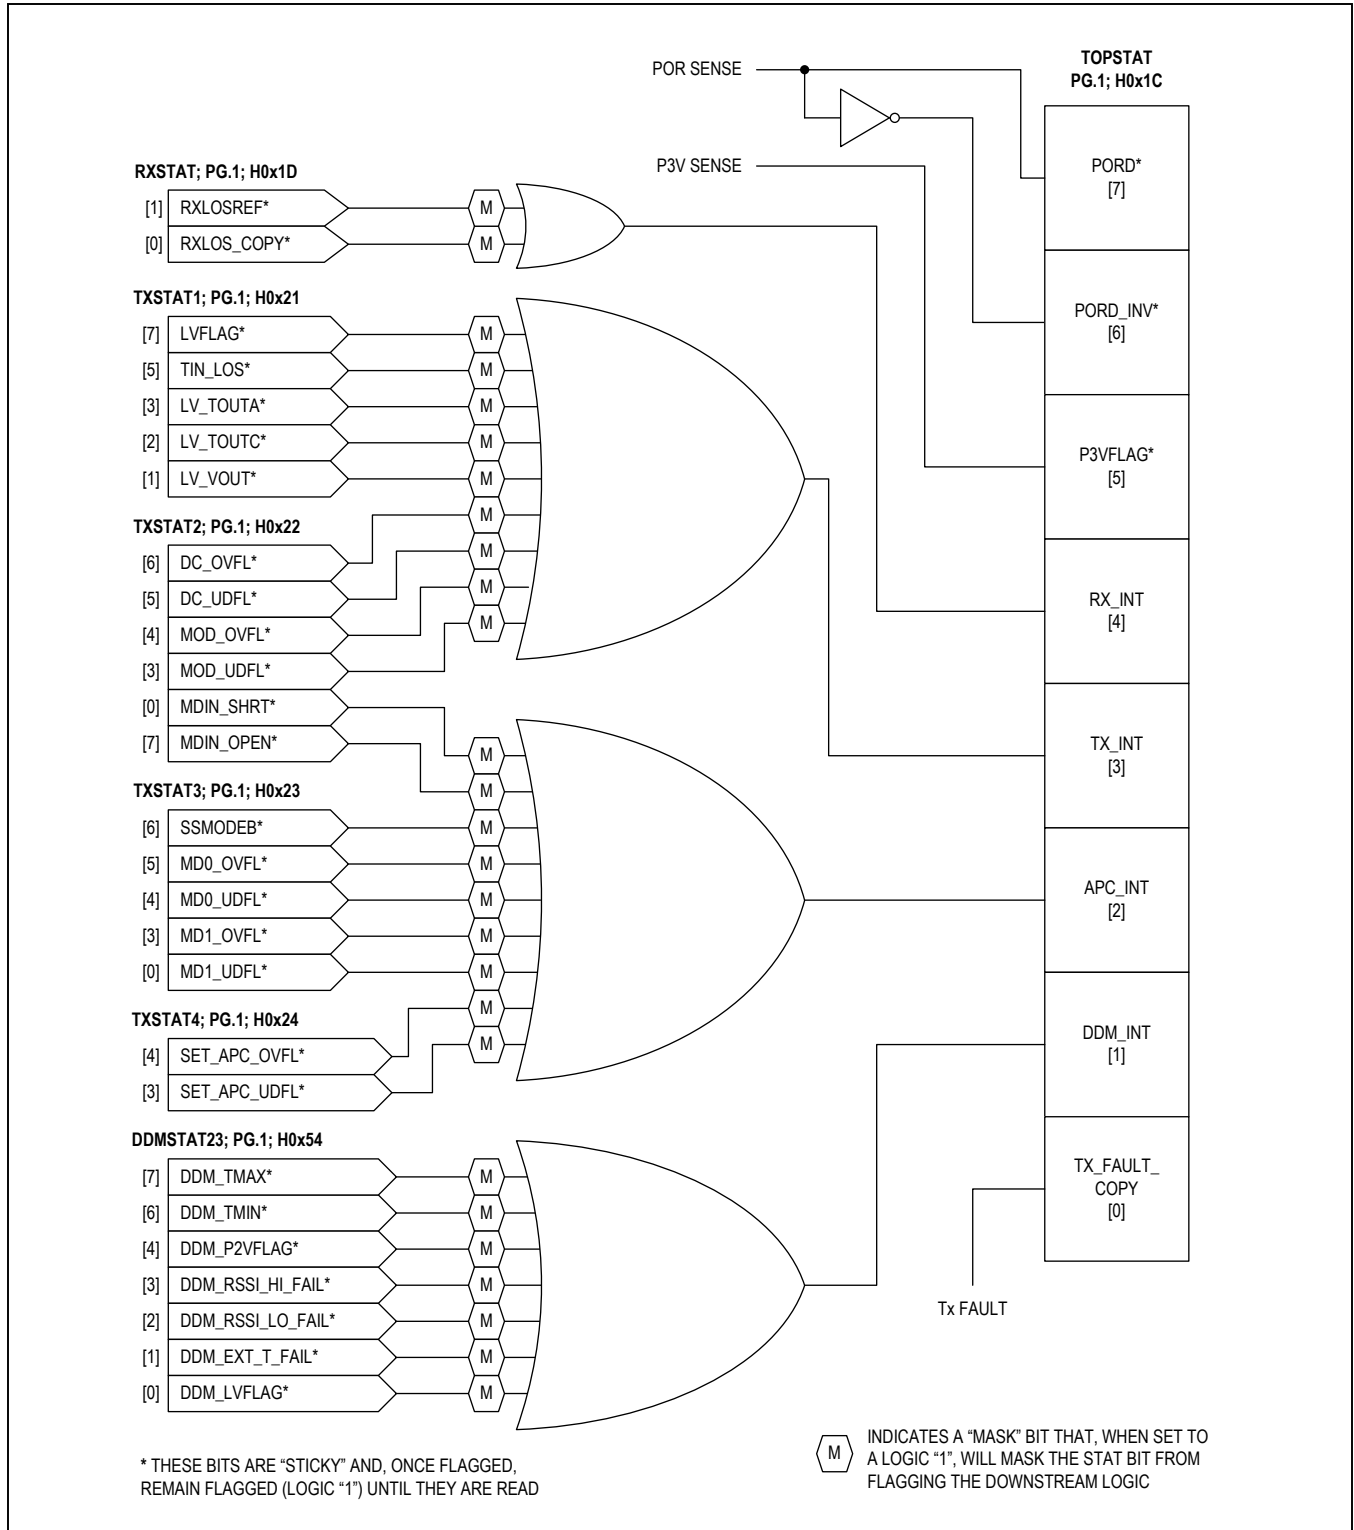 POR SENSE
P3V SENSE
TOPSTAT
PG.1; H0x1C
PORD*
[7]
PORD_INV*
[6]
P3VFLAG*
[5]
RX_INT
[4]
TX_INT
[3]
APC_INT
[2]
DDM_INT
[1]
TX_FAULT_
COPY
[0]
Tx FAULT
RXSTAT; PG.1; H0x1D
[1] RXLOSREF* M
[0] RXLOS_COPY* M
TXSTAT1; PG.1; H0x21
[7] LVFLAG* M
[5] TIN_LOS* M
[3] LV_TOUTA* M
[2] LV_TOUTC* M
[1] LV_VOUT* M
TXSTAT2; PG.1; H0x22
[6] DC_OVFL* M
[5] DC_UDFL* M
[4] MOD_OVFL* M
[3] MOD_UDFL* M
[0] MDIN_SHRT* M
[7] MDIN_OPEN* M
TXSTAT3; PG.1; H0x23
[6] SSMODEB* M
[5] MD0_OVFL* M
[4] MD0_UDFL* M
[3] MD1_OVFL* M
[0] MD1_UDFL* M
TXSTAT4; PG.1; H0x24
[4] SET_APC_OVFL* M
[3] SET_APC_UDFL* M
DDMSTAT23; PG.1; H0x54
[7] DDM_TMAX* M
[6] DDM_TMIN* M
[4] DDM_P2VFLAG* M
[3] DDM_RSSI_HI_FAIL* M
[2] DDM_RSSI_LO_FAIL* M
[1] DDM_EXT_T_FAIL* M
[0] DDM_LVFLAG* M
* THESE BITS ARE “STICKY” AND, ONCE FLAGGED,
REMAIN FLAGGED (LOGIC “1”) UNTIL THEY ARE READ
M
INDICATES A “MASK” BIT THAT, WHEN SET TO
A LOGIC “1”, WILL MASK THE STAT BIT FROM
FLAGGING THE DOWNSTREAM LOGIC